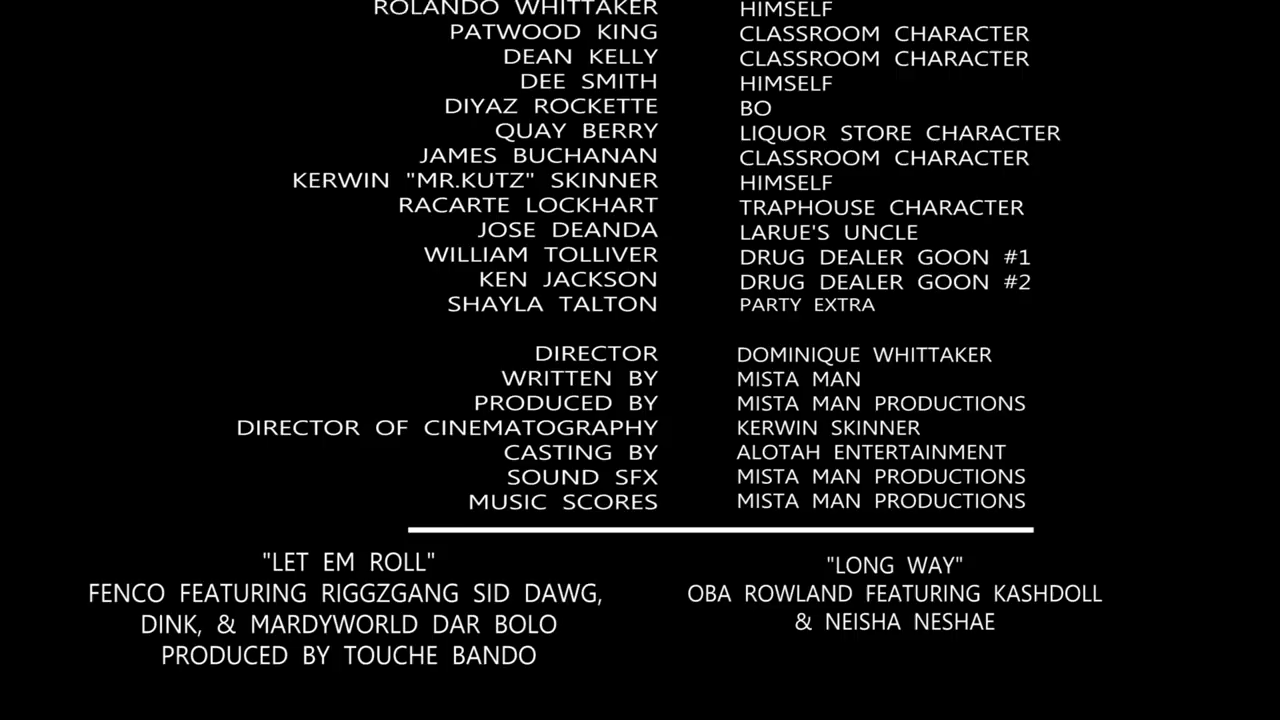 ROLANDO WHITTAKER HIMSELF
PATWOOD KING CLASSROOM CHARACTER
DEAN KELLY CLASSROOM CHARACTER
DEE SMITH HIMSELF
DIYAZ ROCKETTE BO
QUAY BERRY LIQUOR STORE CHARACTER
JAMES BUCHANAN CLASSROOM CHARACTER
KERWIN "MR.KUTZ" SKINNER HIMSELF
RACARTE LOCKHART TRAPHOUSE CHARACTER
JOSE DEANDA LARUE'S UNCLE
WILLIAM TOLLIVER DRUG DEALER GOON #1
KEN JACKSON DRUG DEALER GOON #2
SHAYLA TALTON PARTY EXTRA
DIRECTOR DOMINIQUE WHITTAKER
WRITTEN BY MISTA MAN
PRODUCED BY MISTA MAN PRODUCTIONS
DIRECTOR OF CINEMATOGRAPHY KERWIN SKINNER
CASTING BY ALOTAH ENTERTAINMENT
SOUND SFX MISTA MAN PRODUCTIONS
MUSIC SCORES MISTA MAN PRODUCTIONS
"LET EM ROLL"
FENCO FEATURING RIGGZGANG SID DAWG,
DINK, & MARDYWORLD DAR BOLO
PRODUCED BY TOUCHE BANDO
"LONG WAY"
OBA ROWLAND FEATURING KASHDOLL
& NEISHA NESHAE